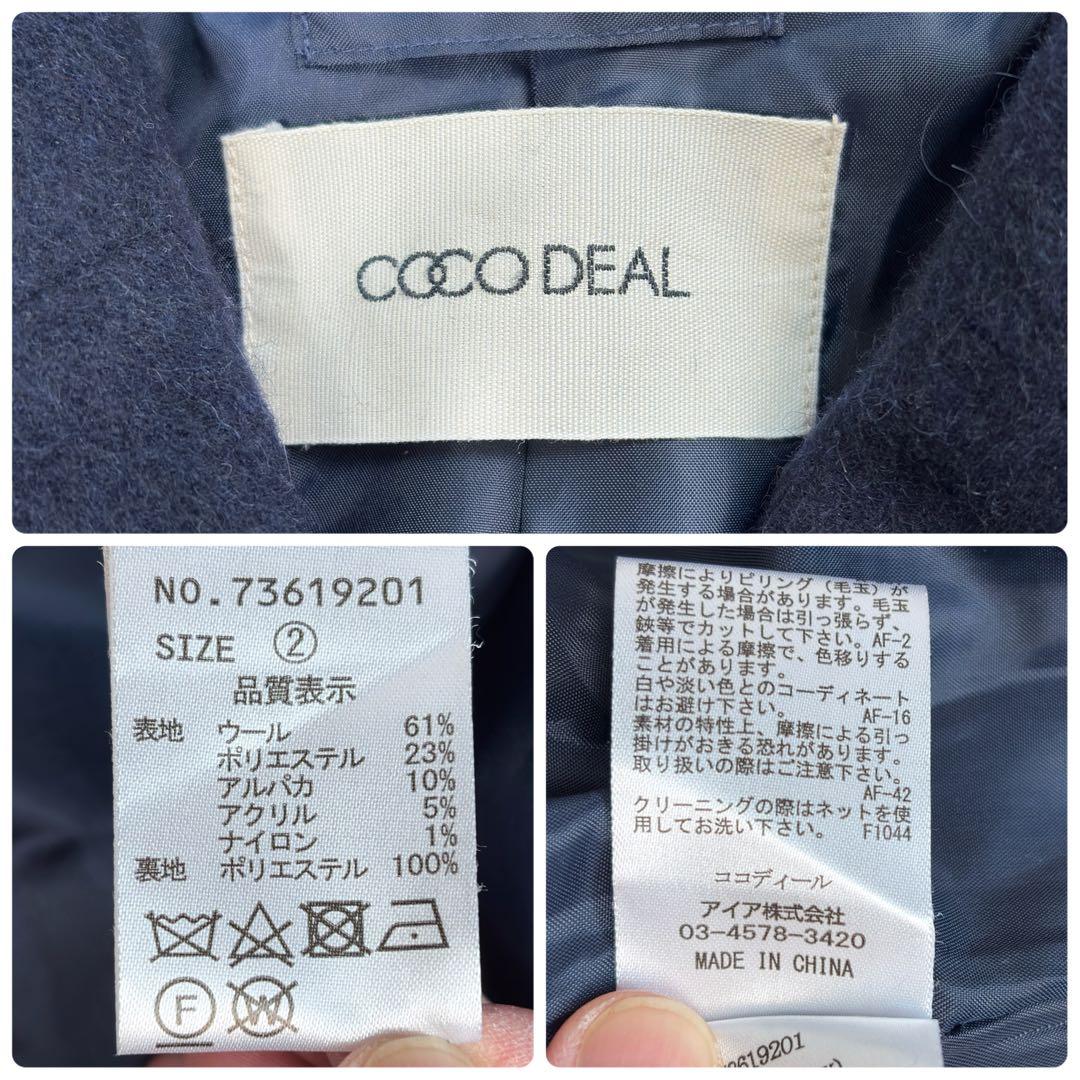 COCO DEAL
NO.73619201
SIZE ②
品質表示
表地 ウール 61%
ポリエステル 23%
アルパカ 10%
アクリル 5%
ナイロン 1%
裏地 ポリエステル 100%
F W
摩擦によりピリング(毛玉)が
発生する場合があります。毛玉
が発生した場合は引っ張らず、
鋏等でカットして下さい。AF-2
着用による摩擦で、色移りする
ことがあります。
白や淡い色とのコーディネート
はお避け下さい。 AF-16
素材の特性上、摩擦による引っ
掛けがおきる恐れがあります。
取り扱いの際はご注意下さい。
AF-42
クリーニングの際はネットを使
用してお洗い下さい。 FI044
ココディール
アイア株式会社
03-4578-3420
MADE IN CHINA
3619201